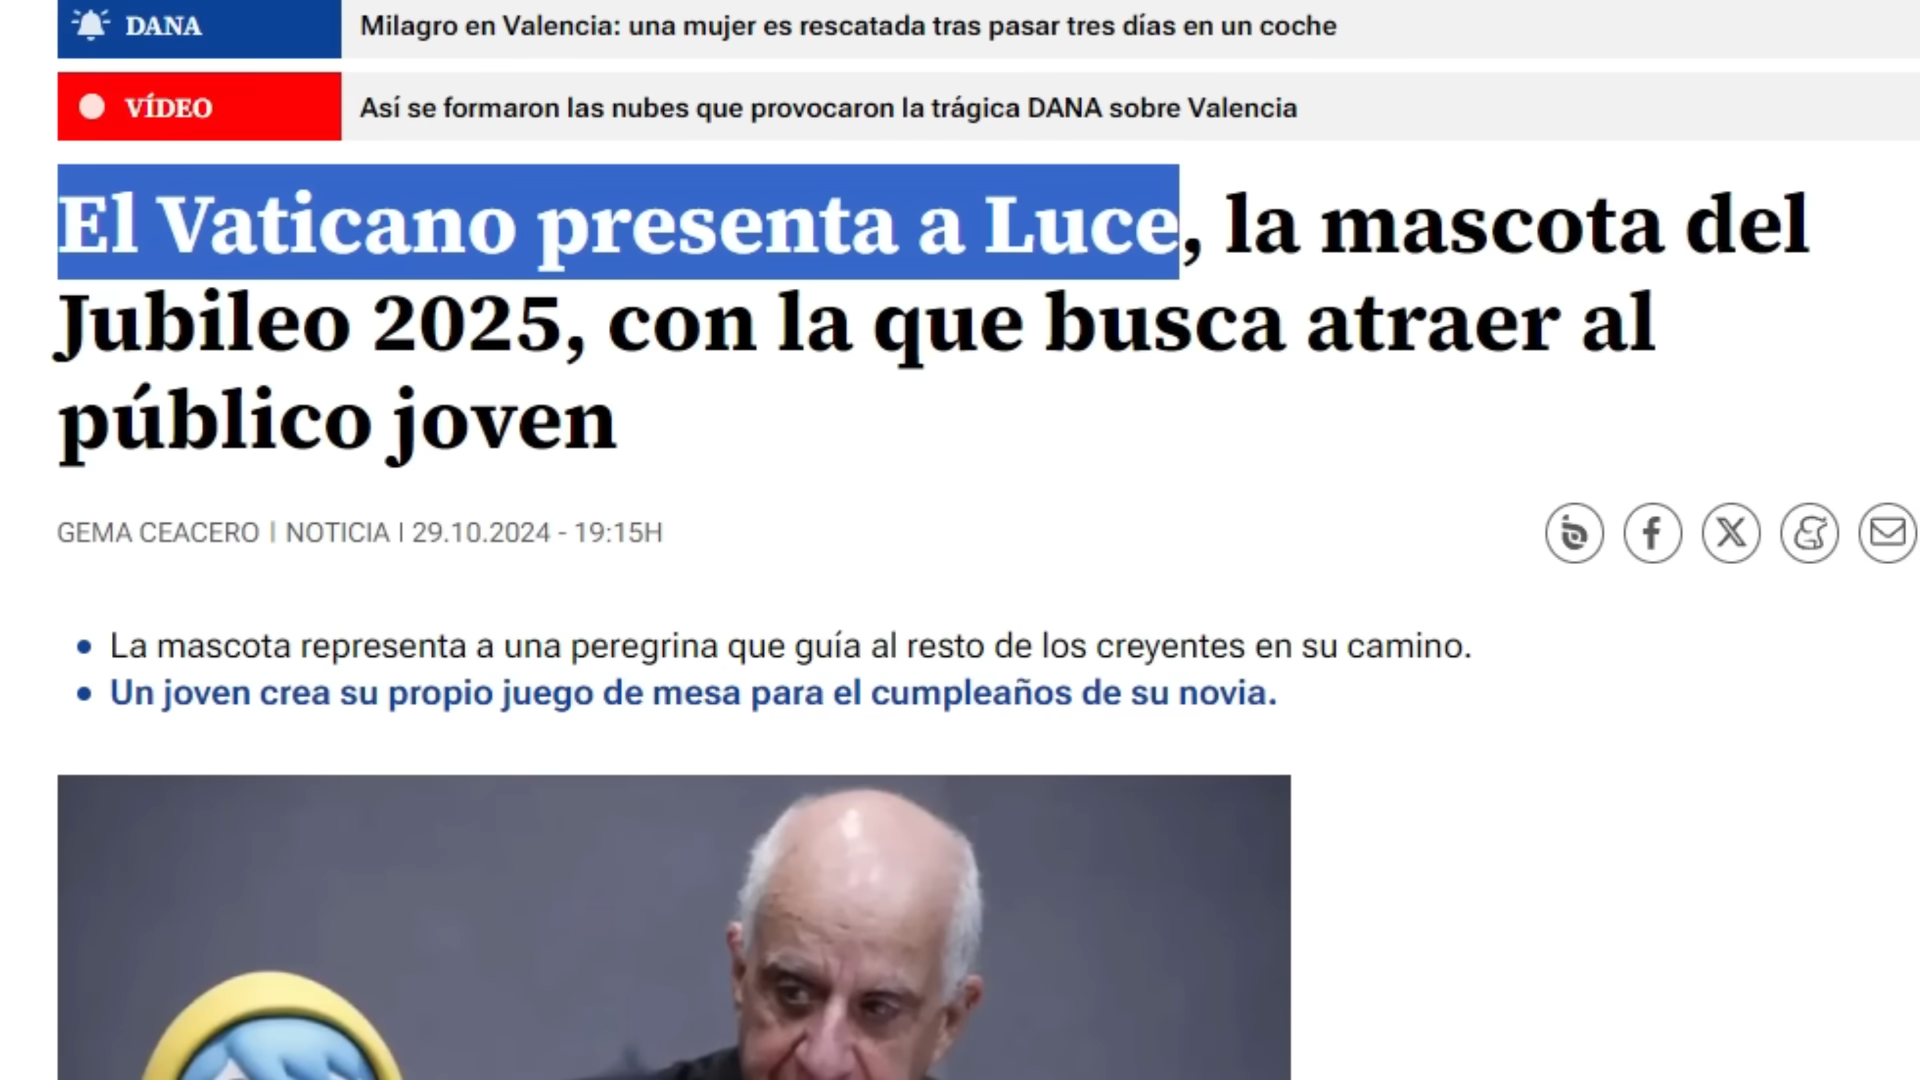 DANA Milagro en Valencia: una mujer es rescatada tras pasar tres días en un coche
VÍDEO Así se formaron las nubes que provocaron la trágica DANA sobre Valencia
El Vaticano presenta a Luce, la mascota del
Jubileo 2025, con la que busca atraer al
público joven
GEMA CEACERO | NOTICIA | 29.10.2024 - 19:15H
La mascota representa a una peregrina que guía al resto de los creyentes en su camino.
Un joven crea su propio juego de mesa para el cumpleaños de su novia.